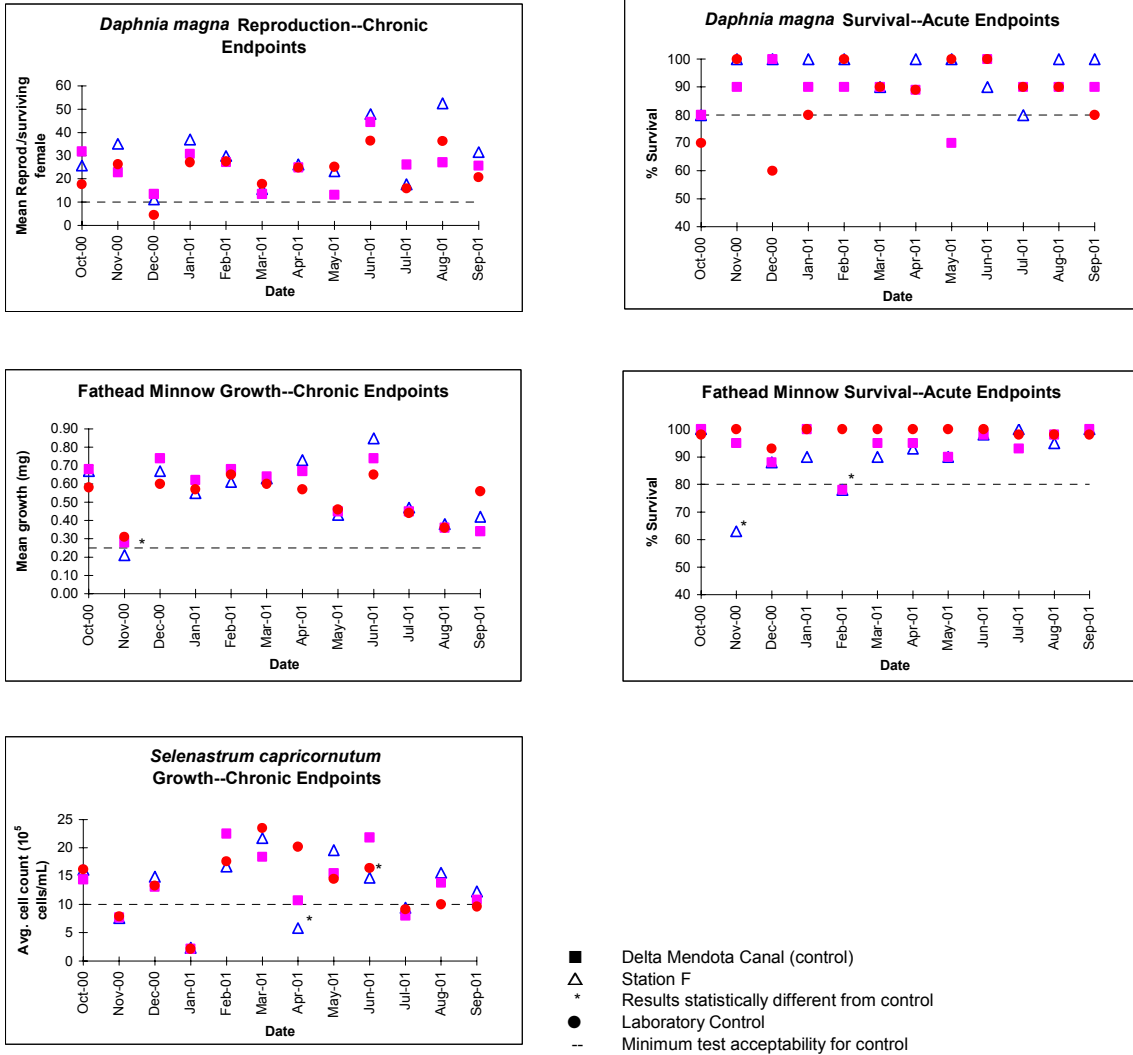 Daphnia magna Reproduction--Chronic
Endpoints
Mean Reprod./surviving
female
60
50
40
30
20
10
0
Oct-00
Nov-00
Dec-00
Jan-01
Feb-01
Mar-01
Apr-01
May-01
Jun-01
Jul-01
Aug-01
Sep-01
Date
Daphnia magna Survival--Acute Endpoints
% Survival
100
90
80
70
60
50
40
Oct-00
Nov-00
Dec-00
Jan-01
Feb-01
Mar-01
Apr-01
May-01
Jun-01
Jul-01
Aug-01
Sep-01
Date
Fathead Minnow Growth--Chronic Endpoints
Mean growth (mg)
0.90
0.80
0.70
0.60
0.50
0.40
0.30
0.20
0.10
0.00
*
Oct-00
Nov-00
Dec-00
Jan-01
Feb-01
Mar-01
Apr-01
May-01
Jun-01
Jul-01
Aug-01
Sep-01
Date
Fathead Minnow Survival--Acute Endpoints
% Survival
100
90
80
70
60
50
40
*
*
Oct-00
Nov-00
Dec-00
Jan-01
Feb-01
Mar-01
Apr-01
May-01
Jun-01
Jul-01
Aug-01
Sep-01
Date
Selenastrum capricornutum
Growth--Chronic Endpoints
Avg. cell count (10⁵
cells/mL)
25
20
15
10
5
0
*
*
Oct-00
Nov-00
Dec-00
Jan-01
Feb-01
Mar-01
Apr-01
May-01
Jun-01
Jul-01
Aug-01
Sep-01
Date
Delta Mendota Canal (control)
Station F
* Results statistically different from control
Laboratory Control
-- Minimum test acceptability for control